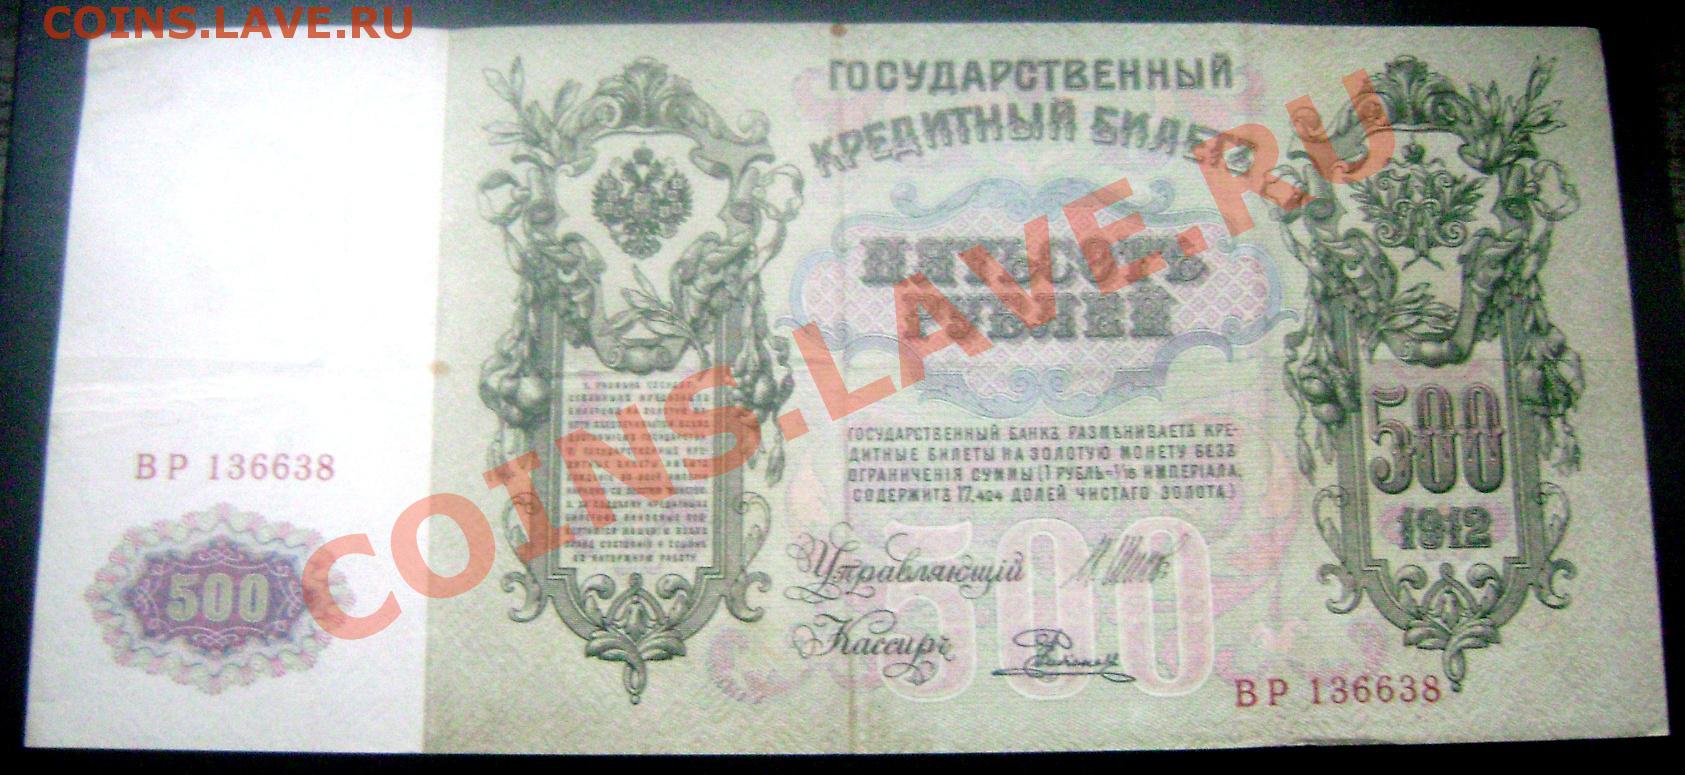 COINS.LAVE.RU
ГОСУДАРСТВЕННЫЙ
КРЕДИТНЫЙ БИЛЕТЪ
ПЯТЬСОТЪ
РУБЛЕЙ
ГОСУДАРСТВЕННЫЙ БАНКЪ РАЗМѢНИВАЕТЪ КРЕ-
ДИТНЫЕ БИЛЕТЫ НА ЗОЛОТУЮ МОНЕТУ БЕЗЪ
ОГРАНИЧЕНІЯ СУММЫ (1 РУБЛЬ=1/15 ИМПЕРІАЛА,
СОДЕРЖИТЪ 17,424 ДОЛЕЙ ЧИСТАГО ЗОЛОТА)
500
Управляющій
Кассиръ
500
1912
ВР 136638
500
ВР 136638
COINS.LAVE.RU